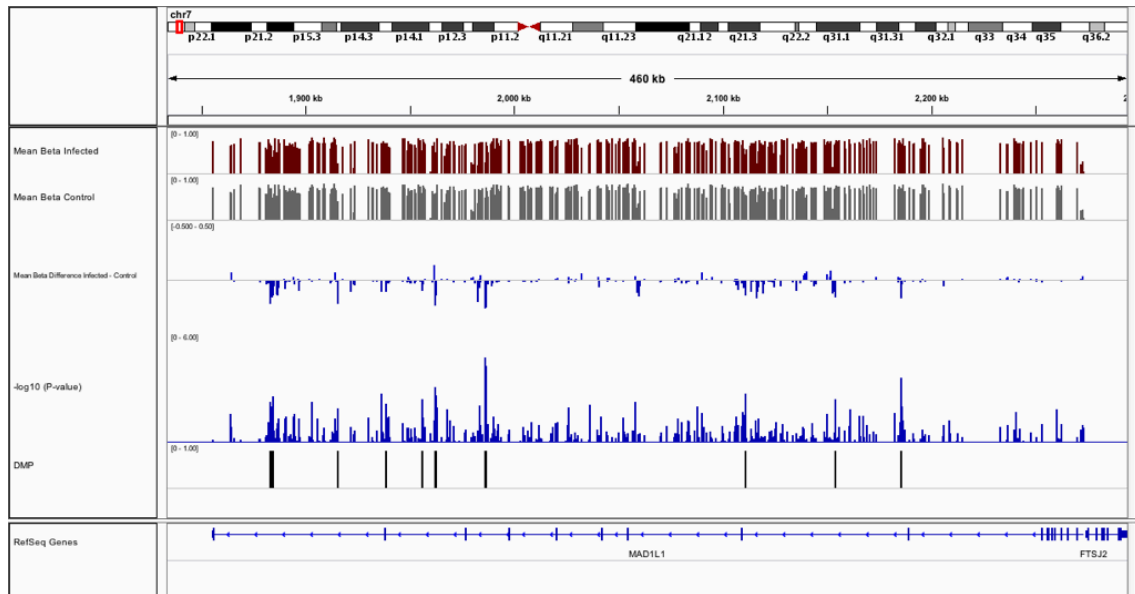 chr7
p22.1 p21.2 p15.3 p14.3 p14.1 p12.3 p11.2 q11.21 q11.23 q21.12 q21.3 q22.2 q31.1 q31.31 q32.1 q33 q34 q35 q36.2
460 kb
1,900 kb 2,000 kb 2,100 kb 2,200 kb 2
[0 - 1.00]
Mean Beta Infected
[0 - 1.00]
Mean Beta Control
[-0.500 - 0.50]
Mean Beta Difference Infected - Control
[0 - 6.00]
-log10 (P-value)
[0 - 1.00]
DMP
RefSeq Genes
MAD1L1 FTSJ2